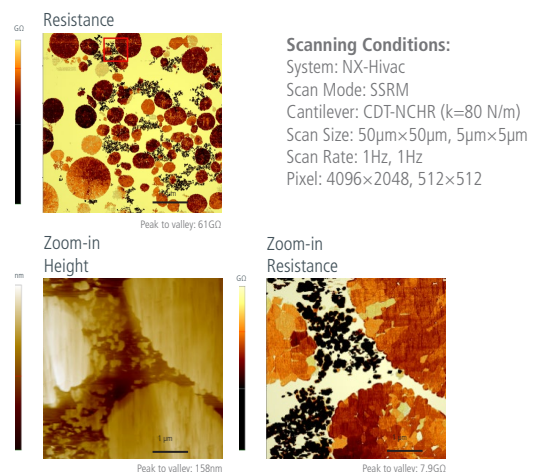 Resistance
GΩ
Peak to valley: 61GΩ
Scanning Conditions:
System: NX-Hivac
Scan Mode: SSRM
Cantilever: CDT-NCHR (k=80 N/m)
Scan Size: 50μm×50μm, 5μm×5μm
Scan Rate: 1Hz, 1Hz
Pixel: 4096×2048, 512×512
Zoom-in
Height
nm
1 μm
Peak to valley: 158nm
Zoom-in
Resistance
GΩ
Peak to valley: 7.9GΩ